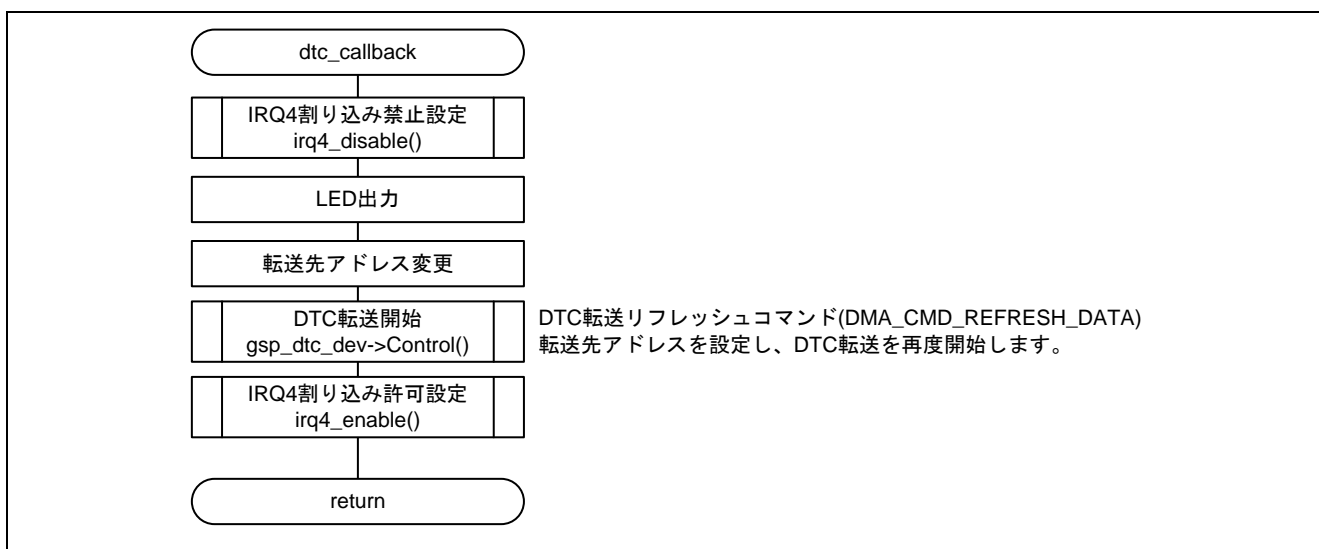 dtc_callback
IRQ4割り込み禁止設定
irq4_disable()
LED出力
転送先アドレス変更
DTC転送開始
gsp_dtc_dev->Control()
DTC転送リフレッシュコマンド(DMA_CMD_REFRESH_DATA)
転送先アドレスを設定し、DTC転送を再度開始します。
IRQ4割り込み許可設定
irq4_enable()
return